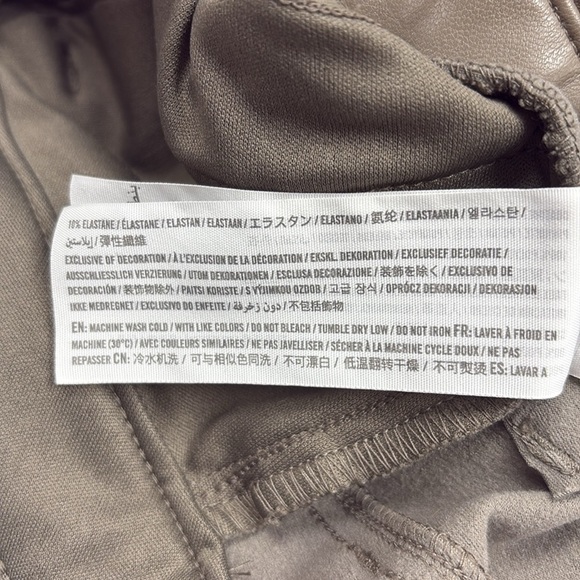 10% ELASTANE / ÉLASTANE / ELASTAN / ELASTAAN / エラスタン / ELASTANO / 氨纶 / ELASTAANIA / 엘라스탄 /
إيلاستين / 彈性纖維
EXCLUSIVE OF DECORATION / À L'EXCLUSION DE LA DÉCORATION / EKSKL. DEKORATION / EXCLUSIEF DECORATIE /
AUSSCHLIESSLICH VERZIERUNG / UTOM DEKORATIONEN / ESCLUSA DECORAZIONE / 装飾を除く / EXCLUSIVO DE
DECORACIÓN / 装饰物除外 / PAITSI KORISTE / S VÝJIMKOU OZDOB / 고급 장식 / OPRÓCZ DEKORACJI / DEKORASJON
IKKE MEDREGNET / EXCLUSIVO DO ENFEITE / دون زخرفة / 不包括飾物
EN: MACHINE WASH COLD / WITH LIKE COLORS / DO NOT BLEACH / TUMBLE DRY LOW / DO NOT IRON FR: LAVER À FROID EN
MACHINE (30°C) / AVEC COULEURS SIMILAIRES / NE PAS JAVELLISER / SÉCHER À LA MACHINE CYCLE DOUX / NE PAS
REPASSER CN: 冷水机洗 / 可与相似色同洗 / 不可漂白 / 低温翻转干燥 / 不可熨烫 ES: LAVAR A